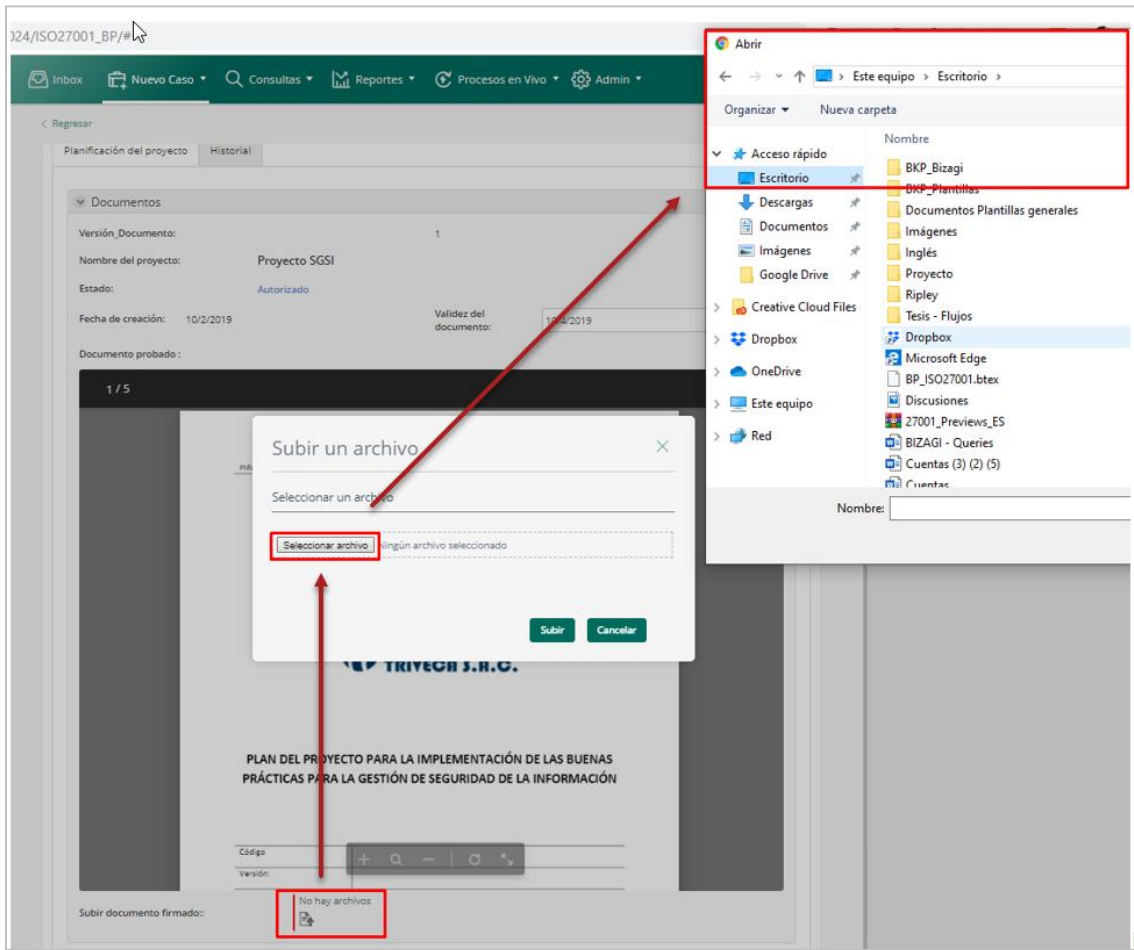 024/ISO27001_BP/#
Inbox Nuevo Caso Consultas Reportes Procesos en Vivo Admin
< Regresar
Planificación del proyecto Historial
Documentos
Versión_Documento: 1
Nombre del proyecto: Proyecto SGSI
Estado: Autorizado
Fecha de creación: 10/2/2019 Validez del
documento: /2019
Documento probado :
1 / 5
Subir un archivo
Seleccionar un archivo
Seleccionar archivo Ningún archivo seleccionado
Subir Cancelar
TRIVECH S.A.C.
PLAN DEL PROYECTO PARA LA IMPLEMENTACIÓN DE LAS BUENAS
PRÁCTICAS PARA LA GESTIÓN DE SEGURIDAD DE LA INFORMACIÓN
Código
Versión:
Subir documento firmado:: No hay archivos
Abrir
Este equipo > Escritorio >
Organizar Nueva carpeta
Nombre
Acceso rápido
Escritorio
Descargas
Documentos
Imágenes
Google Drive
Creative Cloud Files
Dropbox
OneDrive
Este equipo
Red
BKP_Bizagi
BKP_Plantillas
Documentos Plantillas generales
Imágenes
Inglés
Proyecto
Ripley
Tesis - Flujos
Dropbox
Microsoft Edge
BP_ISO27001.btex
Discusiones
27001_Previews_ES
BIZAGI - Queries
Cuentas (3) (2) (5)
Cuentas
Nombre: